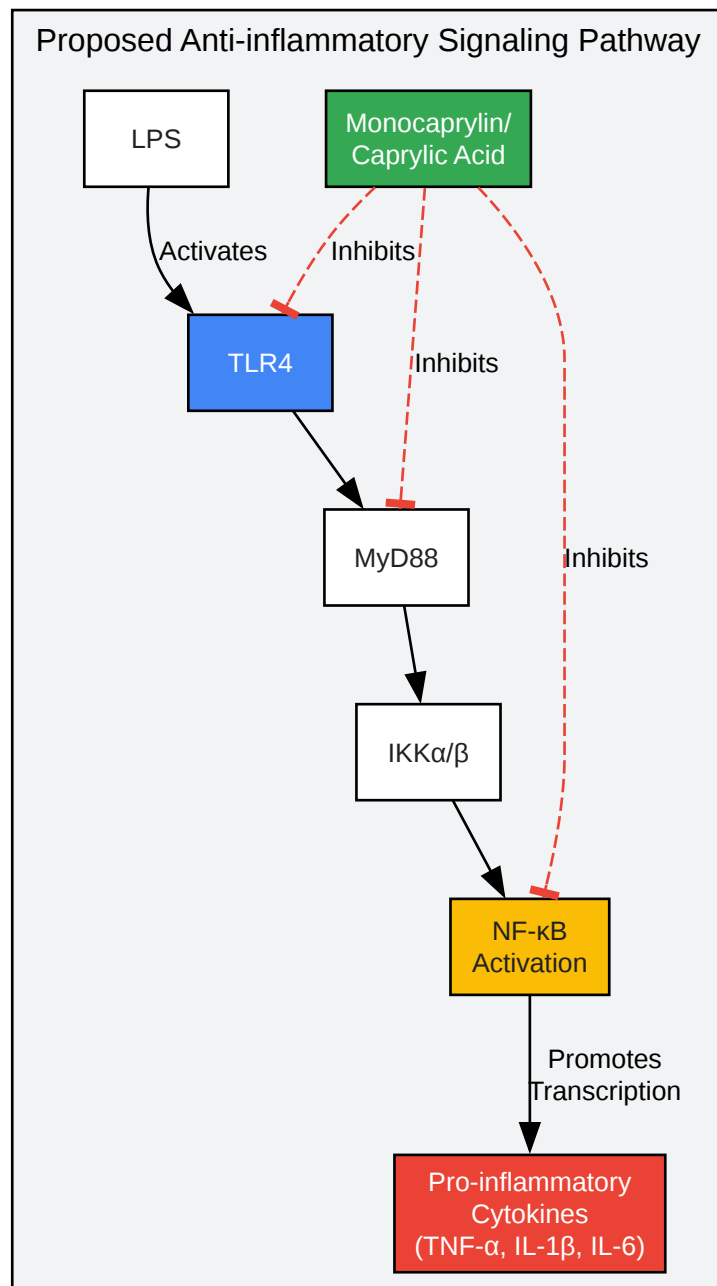 Proposed Anti-inflammatory Signaling Pathway
LPS
Monocaprylin/
Caprylic Acid
Activates
Inhibits
TLR4
Inhibits
MyD88
Inhibits
IKKα/β
NF-κB
Activation
Promotes
Transcription
Pro-inflammatory
Cytokines
(TNF-α, IL-1β, IL-6)